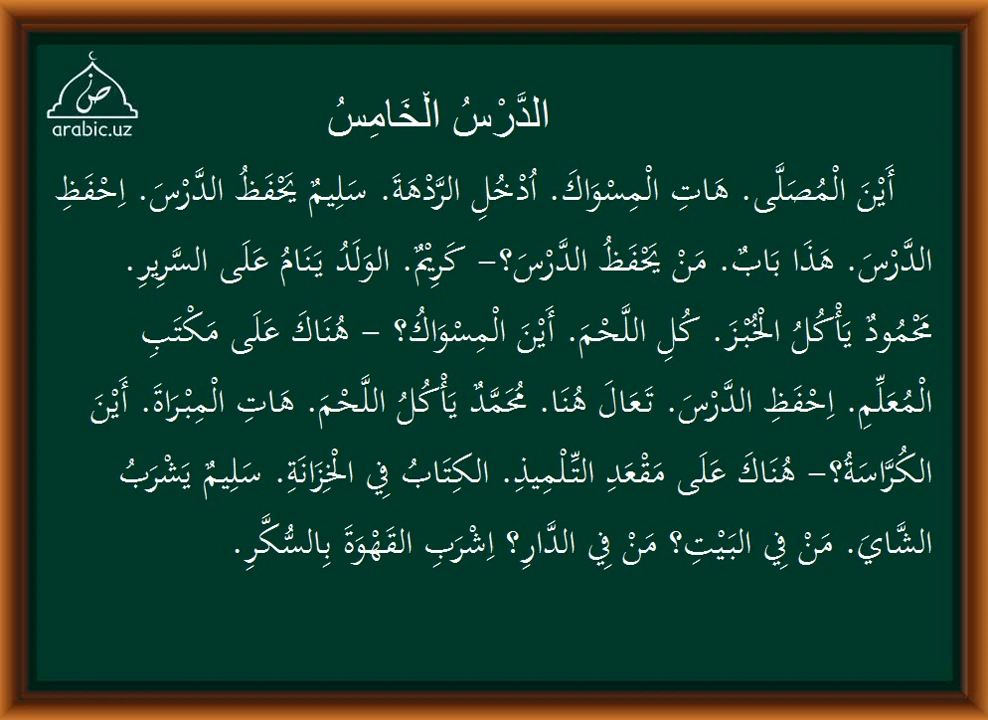 ض
arabic.uz
الدَّرْسُ الْخَامِسُ
أَيْنَ الْمُصَلَّى. هَاتِ الْمِسْوَاكَ. اُدْخُلِ الرَّدْهَةَ. سَلِيمٌ يَحْفَظُ الدَّرْسَ. اِحْفَظِ
الدَّرْسَ. هَذَا بَابٌ. مَنْ يَحْفَظُ الدَّرْسَ؟- كَرِيْمٌ. الوَلَدُ يَنَامُ عَلَى السَّرِيرِ.
مَحْمُودٌ يَأْكُلُ الْخُبْزَ. كُلِ اللَّحْمَ. أَيْنَ الْمِسْوَاكُ؟ - هُنَاكَ عَلَى مَكْتَبِ
الْمُعَلِّمِ. اِحْفَظِ الدَّرْسَ. تَعَالَ هُنَا. مُحَمَّدٌ يَأْكُلُ اللَّحْمَ. هَاتِ الْمِبْرَاةَ. أَيْنَ
الكُرَّاسَةُ؟- هُنَاكَ عَلَى مَقْعَدِ التِّلْمِيذِ. الكِتَابُ فِي الْخِزَانَةِ. سَلِيمٌ يَشْرَبُ
الشَّايَ. مَنْ فِي البَيْتِ؟ مَنْ فِي الدَّارِ؟ اِشْرَبِ القَهْوَةَ بِالسُّكَّرِ.